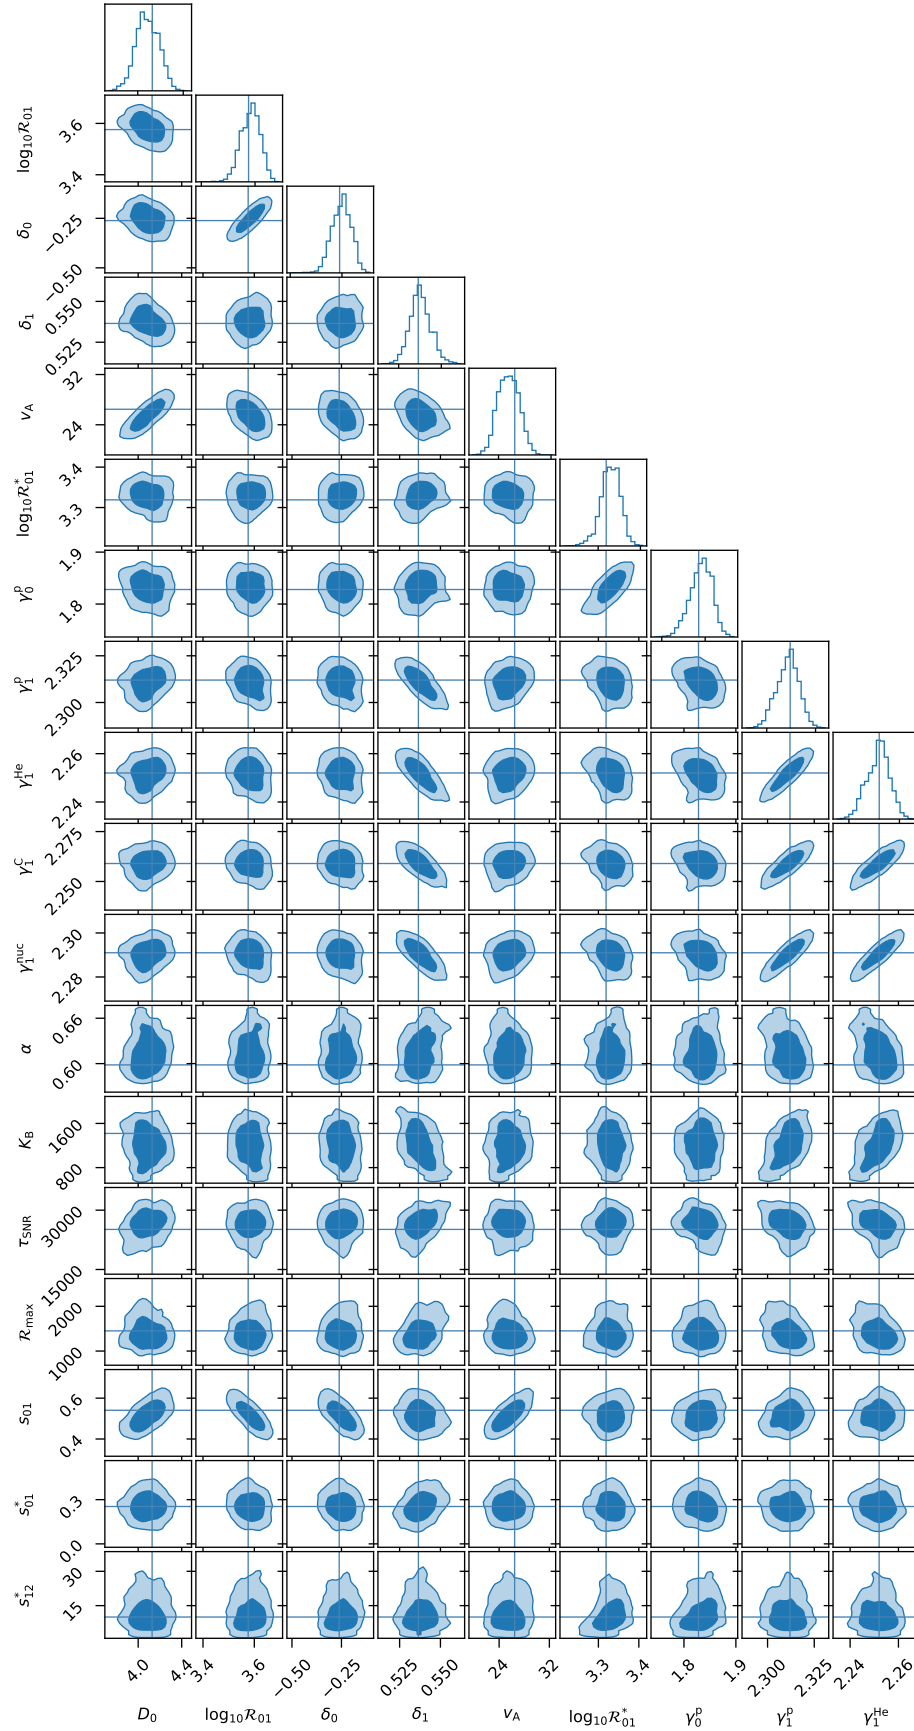 log₁₀ℛ₀₁
3.6
3.4
δ₀
−0.25
−0.50
δ₁
0.550
0.525
v_A
32
24
log₁₀ℛ*₀₁
3.4
3.3
γ₀ᵖ
1.9
1.8
γ₁ᵖ
2.325
2.300
γ₁ᴴᵉ
2.26
2.24
γ₁ᶜ
2.275
2.250
γ₁ⁿᵘᶜ
2.30
2.28
α
0.66
0.60
K_B
1600
800
τ_SNR
30000
15000
ℛ_max
2000
1000
s₀₁
0.6
0.4
s*₀₁
0.3
0.0
s*₁₂
30
15
4.0 4.4 3.4 3.6 −0.50 −0.25 0.525 0.550 24 32 3.3 3.4 1.8 1.9 2.300 2.325 2.24 2.26
D₀ log₁₀ℛ₀₁ δ₀ δ₁ v_A log₁₀ℛ*₀₁ γ₀ᵖ γ₁ᵖ γ₁ᴴᵉ